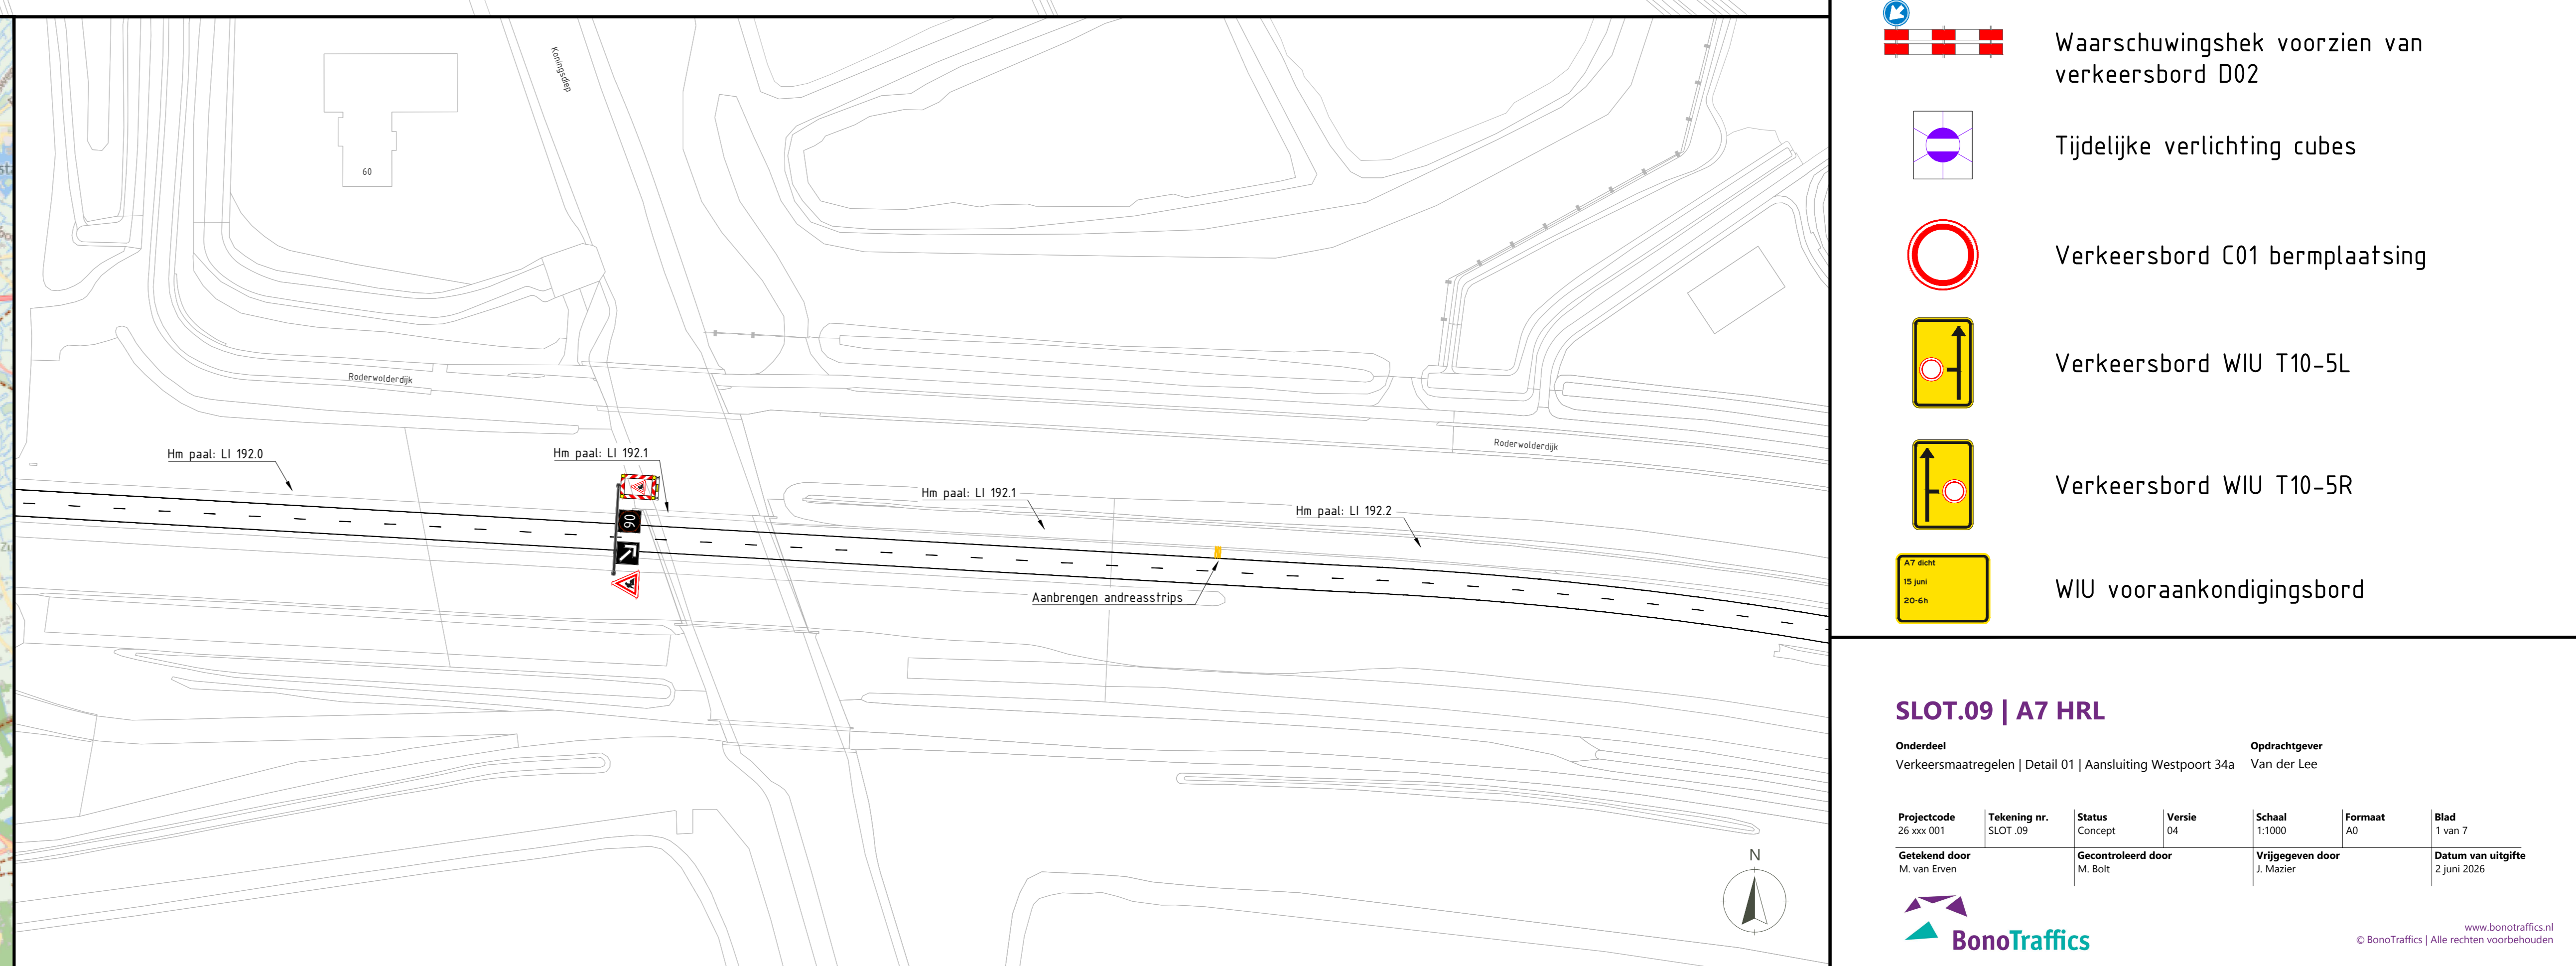 Koningsdiep
60
Roderwolderdijk
Roderwolderdijk
Hm paal: LI 192.0
Hm paal: LI 192.1
90
Hm paal: LI 192.1
Hm paal: LI 192.2
Aanbrengen andreasstrips
N
Waarschuwingshek voorzien van
verkeersbord D02
Tijdelijke verlichting cubes
Verkeersbord C01 bermplaatsing
Verkeersbord WIU T10-5L
Verkeersbord WIU T10-5R
A7 dicht
15 juni
20-6h
WIU vooraankondigingsbord
SLOT.09 | A7 HRL
Onderdeel Opdrachtgever
Verkeersmaatregelen | Detail 01 | Aansluiting Westpoort 34a Van der Lee
Projectcode Tekening nr. Status Versie Schaal Formaat Blad
26 xxx 001 SLOT .09 Concept 04 1:1000 A0 1 van 7
Getekend door Gecontroleerd door Vrijgegeven door Datum van uitgifte
M. van Erven M. Bolt J. Mazier 2 juni 2026
BonoTraffics
www.bonotraffics.nl
© BonoTraffics | Alle rechten voorbehouden